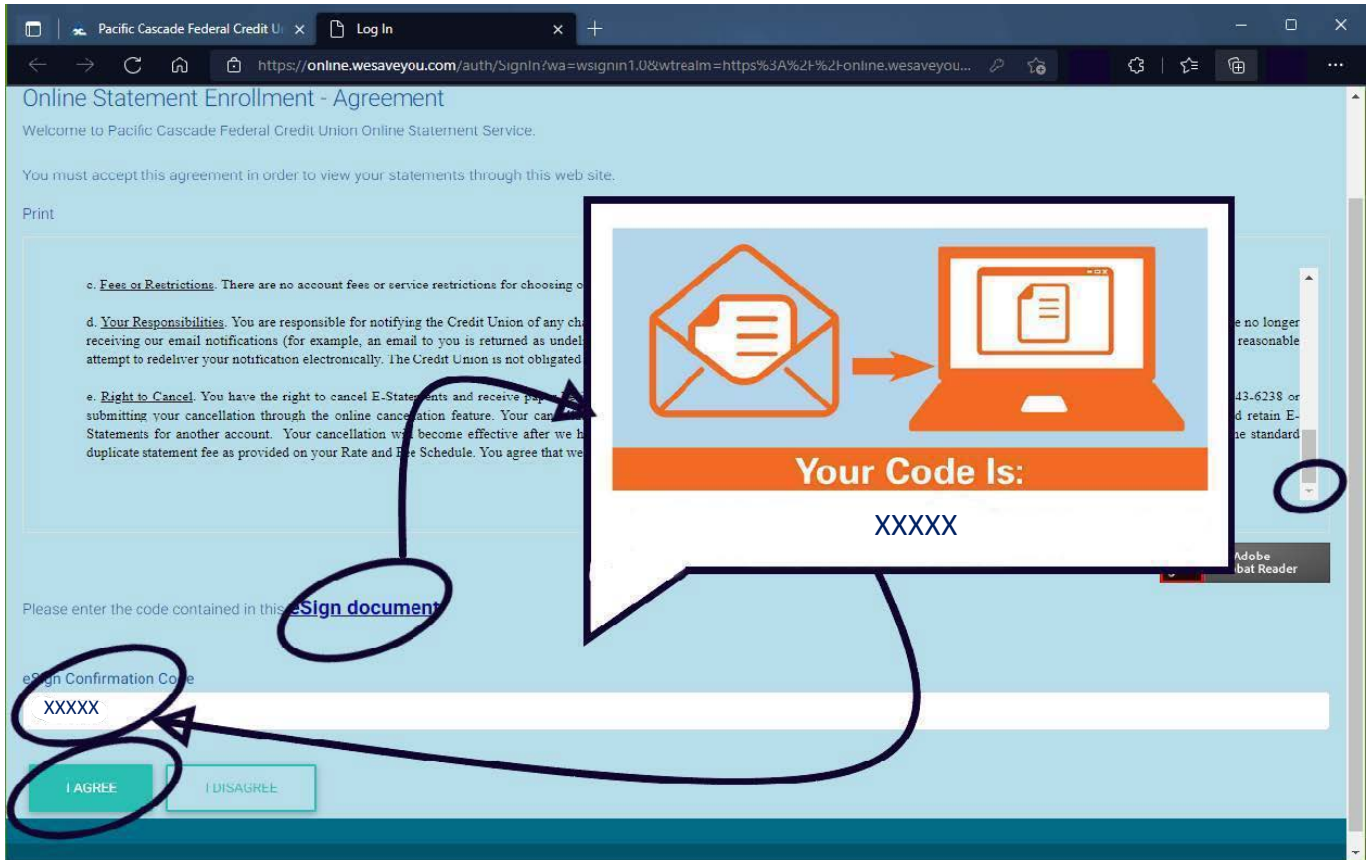 Pacific Cascade Federal Credit U
Log In
https://online.wesaveyou.com/auth/SignIn?wa=wsignin1.0&wtrealm=https%3A%2F%2Fonline.wesaveyou...
Online Statement Enrollment - Agreement
Welcome to Pacific Cascade Federal Credit Union Online Statement Service.
You must accept this agreement in order to view your statements through this web site.
Print
c. Fees or Restrictions. There are no account fees or service restrictions for choosing
d. Your Responsibilities. You are responsible for notifying the Credit Union of any
no longer
receiving our email notifications (for example, an email to you is returned as
reasonable
attempt to redeliver your notification electronically. The Credit Union is not obligated
e. Right to Cancel. You have the right to cancel E-Statements and receive
43-6238 or
submitting your cancellation through the online cancellation feature. Your
retain E-
Statements for another account. Your cancellation will become effective after we
standard
duplicate statement fee as provided on your Rate and Fee Schedule. You agree that we
Your Code Is:
XXXXX
Adobe
Reader
Please enter the code contained in this eSign document
eSign Confirmation Code
XXXXX
I AGREE
I DISAGREE